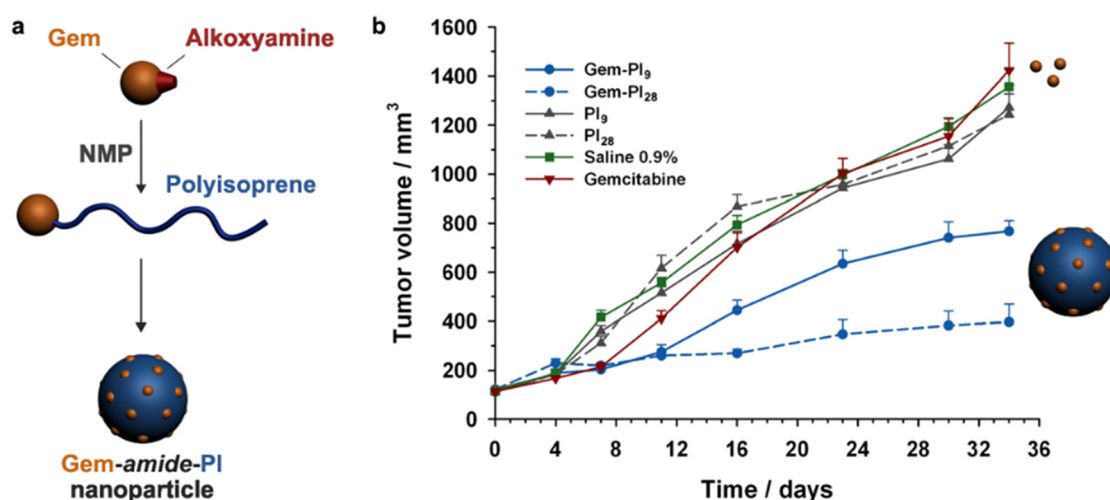 a
Gem
Alkoxyamine
NMP
Polyisoprene
Gem-amide-PI
nanoparticle
b
Tumor volume / mm³
1600
1400
1200
1000
800
600
400
200
0
Gem-PI₉
Gem-PI₂₈
PI₉
PI₂₈
Saline 0.9%
Gemcitabine
0 4 8 12 16 20 24 28 32 36
Time / days